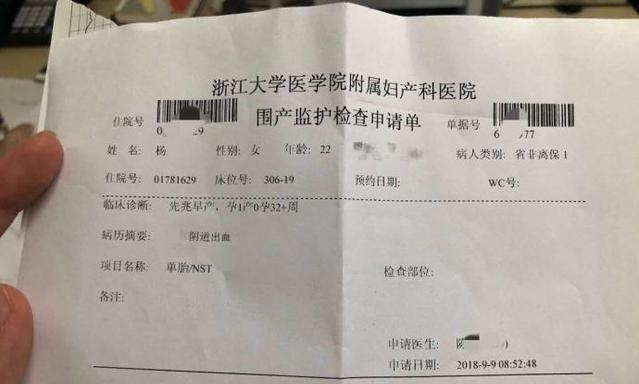 浙江大学医学院附属妇产科医院
围产监护检查申请单
住院号 单据号
姓 名: 杨 性别: 女 年龄: 22 病人类别: 省非离保1
住院号: 01781629 床位号: 306-19 预约日期: WC号:
临床诊断: 先兆早产, 孕1产0孕32+周
病历摘要: 阴道出血
项目名称: 单胎/NST 检查部位:
备注:
申请医生:
申请日期: 2018-9-9 08:52:48